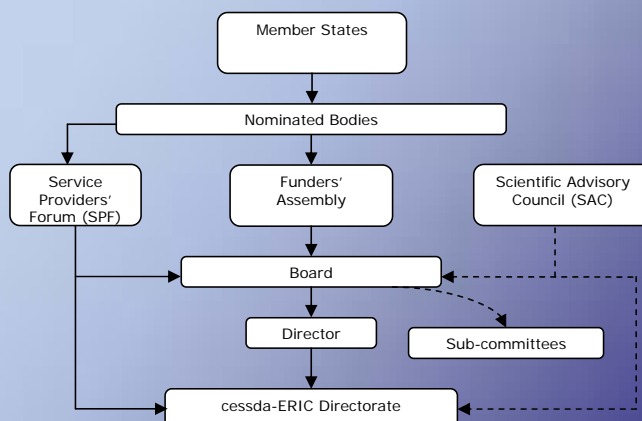 Member States
Nominated Bodies
Service
Providers'
Forum (SPF)
Funders'
Assembly
Scientific Advisory
Council (SAC)
Board
Director
Sub-committees
cessda-ERIC Directorate